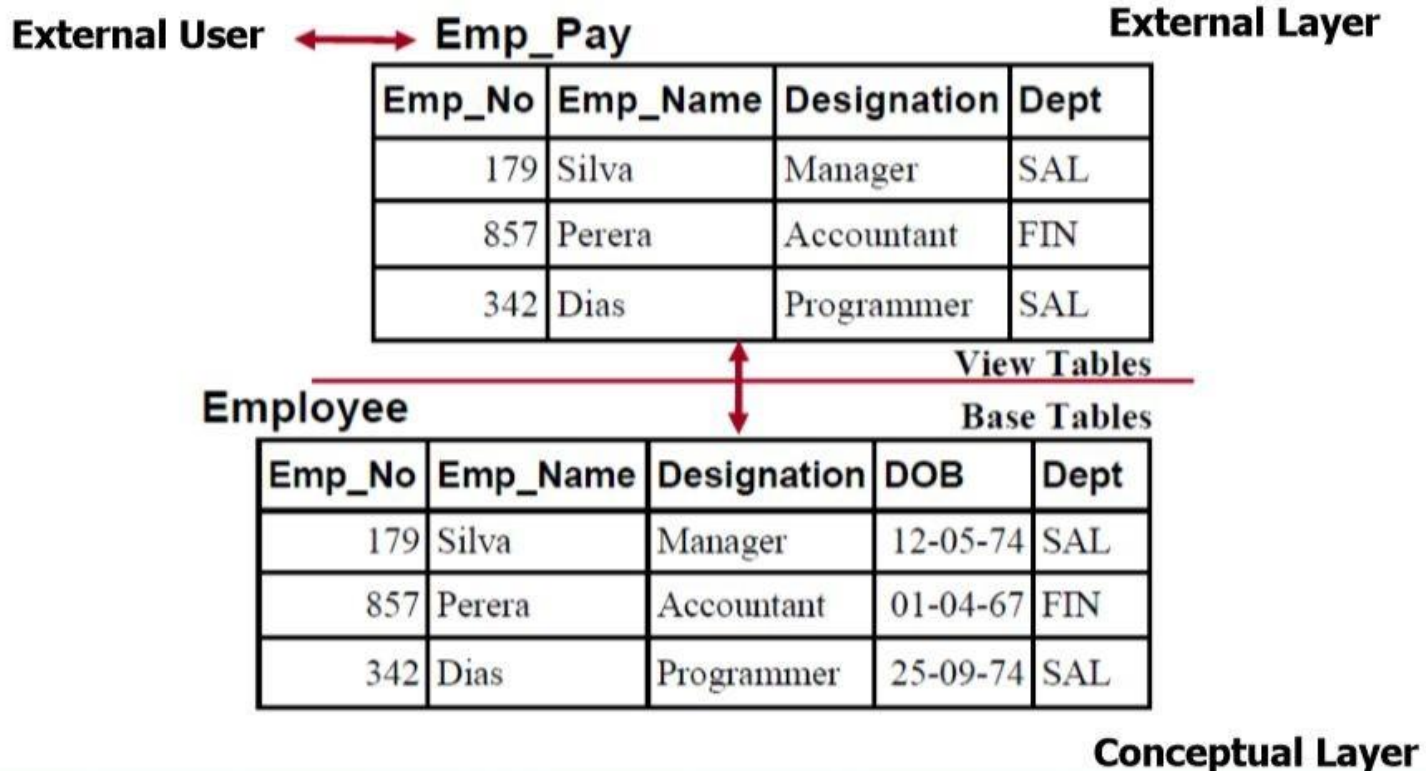 External User Emp_Pay External Layer
Emp_No Emp_Name Designation Dept
179 Silva Manager SAL
857 Perera Accountant FIN
342 Dias Programmer SAL
View Tables
Employee Base Tables
Emp_No Emp_Name Designation DOB Dept
179 Silva Manager 12-05-74 SAL
857 Perera Accountant 01-04-67 FIN
342 Dias Programmer 25-09-74 SAL
Conceptual Layer